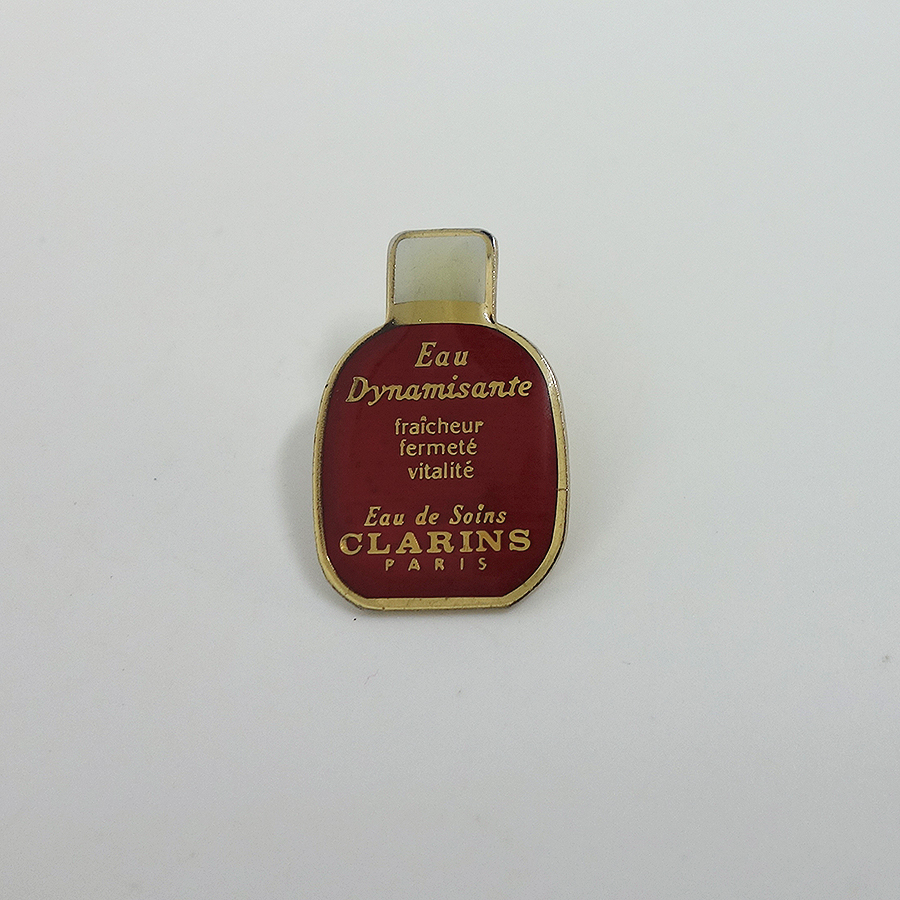 Eau
Dynamisante
fraîcheur
fermeté
vitalité
Eau de Soins
CLARINS
PARIS